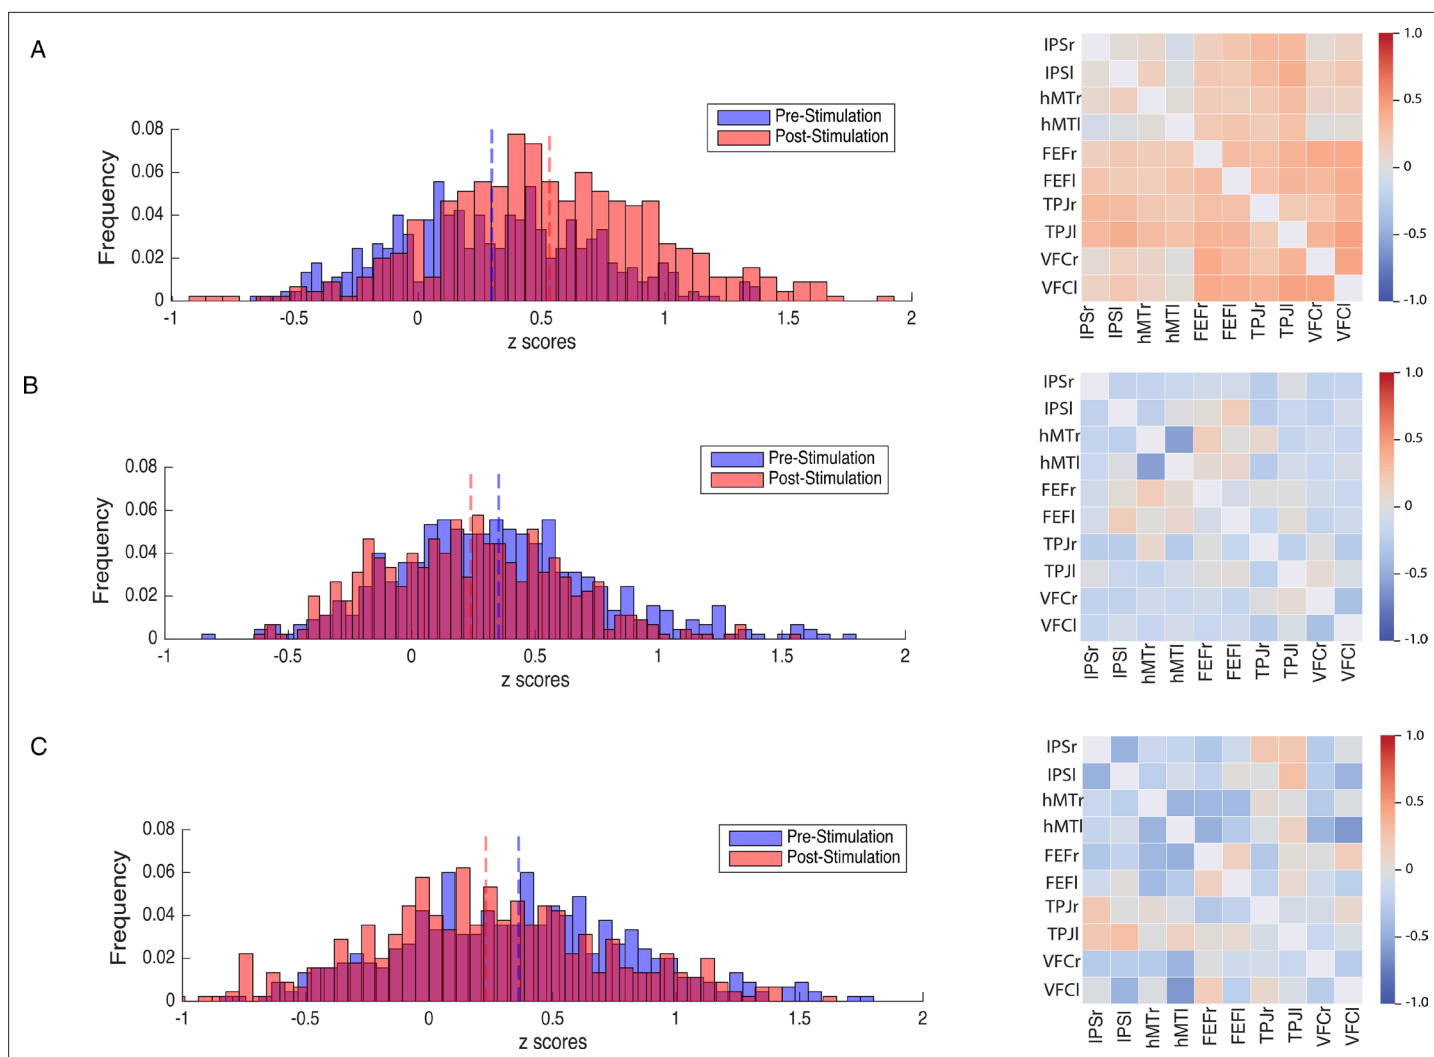 A
Pre-Stimulation
Post-Stimulation
Frequency
0.08
0.06
0.04
0.02
0
-1
-0.5
0
0.5
1
1.5
2
z scores
IPSr
IPSl
hMTr
hMTl
FEFr
FEFl
TPJr
TPJl
VFCr
VFCl
IPSr
IPSl
hMTr
hMTl
FEFr
FEFl
TPJr
TPJl
VFCr
VFCl
1.0
0.5
0
-0.5
-1.0
B
Pre-Stimulation
Post-Stimulation
Frequency
0.08
0.06
0.04
0.02
0
-1
-0.5
0
0.5
1
1.5
2
z scores
IPSr
IPSl
hMTr
hMTl
FEFr
FEFl
TPJr
TPJl
VFCr
VFCl
IPSr
IPSl
hMTr
hMTl
FEFr
FEFl
TPJr
TPJl
VFCr
VFCl
1.0
0.5
0
-0.5
-1.0
C
Pre-Stimulation
Post-Stimulation
Frequency
0.08
0.06
0.04
0.02
0
-1
-0.5
0
0.5
1
1.5
2
z scores
IPSr
IPSl
hMTr
hMTl
FEFr
FEFl
TPJr
TPJl
VFCr
VFCl
IPSr
IPSl
hMTr
hMTl
FEFr
FEFl
TPJr
TPJl
VFCr
VFCl
1.0
0.5
0
-0.5
-1.0